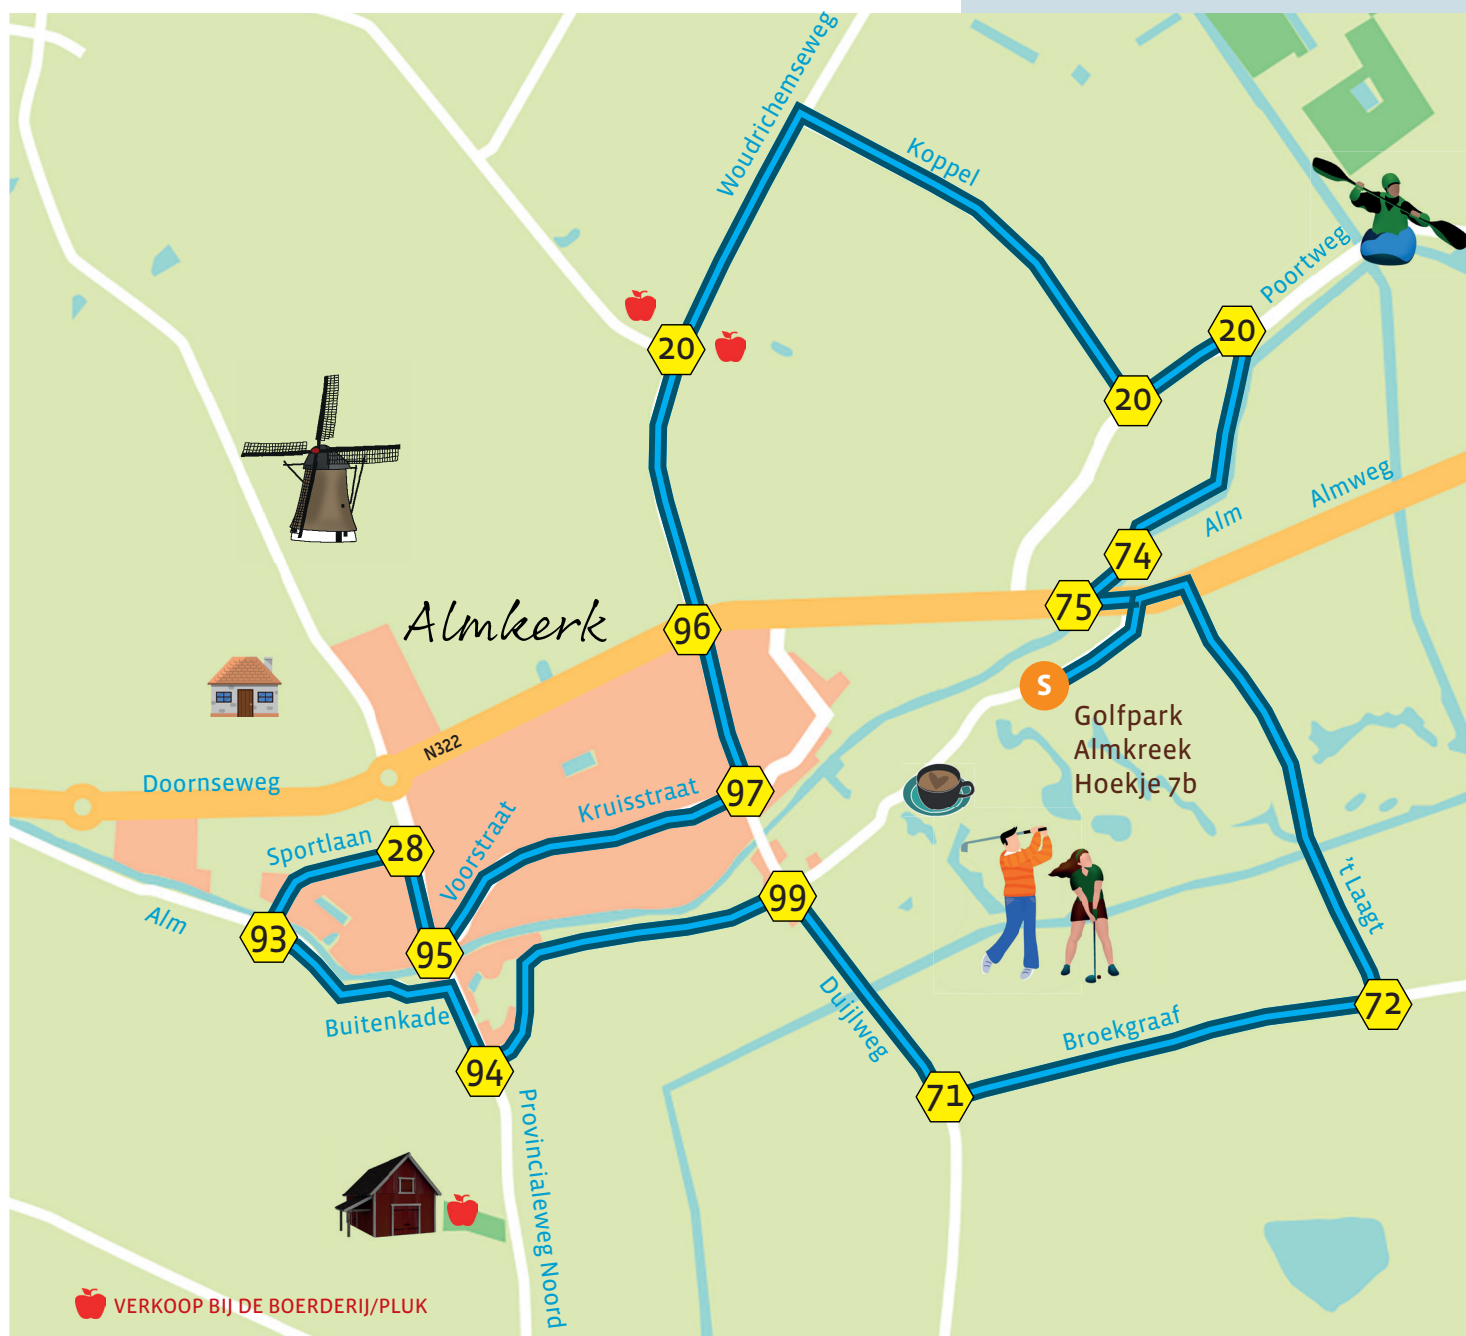 Woudrichemseweg
Koppel
Poortweg
20
20
20
Almweg
Alm
74
75
Almkerk
96
S
Golfpark
Almkreek
Hoekje 7b
N322
Doornseweg
97
Kruisstraat
Voorstraat
Sportlaan
28
99
Alm
93
95
't Laagt
Duijlweg
72
Buitenkade
Broekgraaf
94
71
Provincialeweg Noord
VERKOOP BIJ DE BOERDERIJ/PLUK